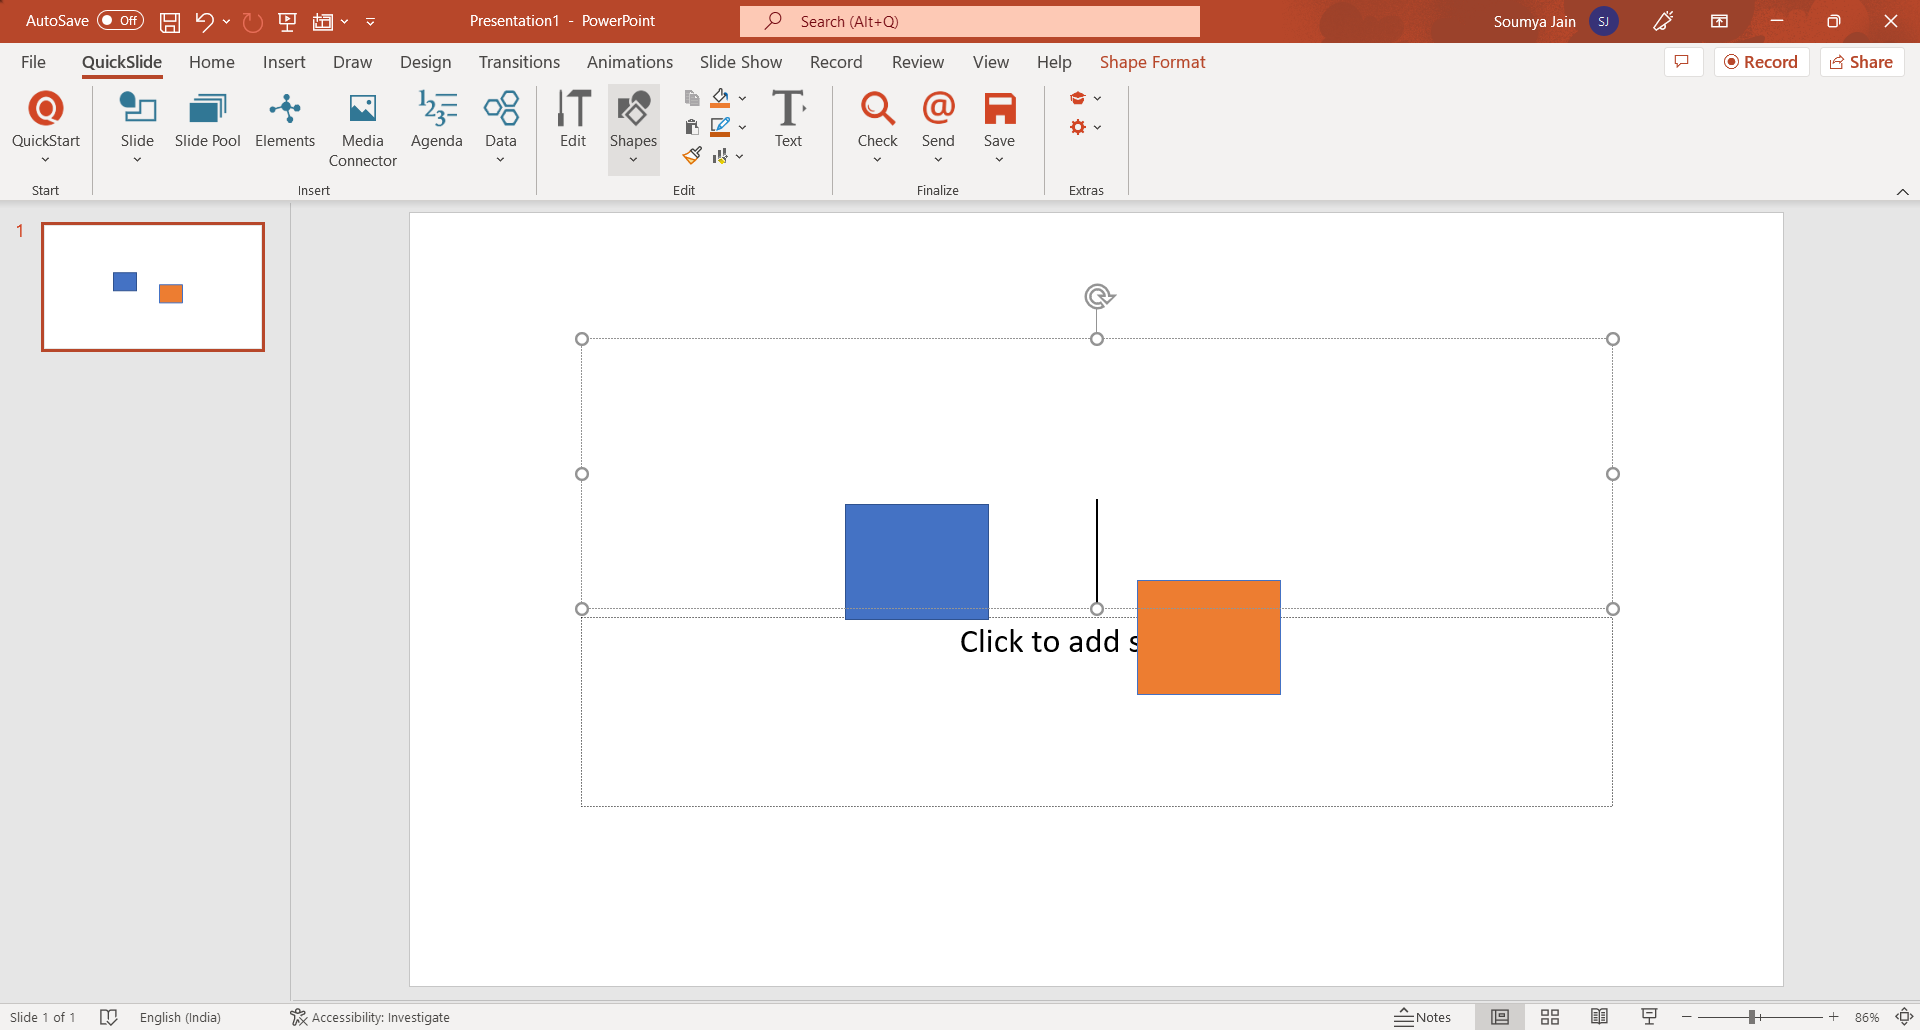 AutoSave Off
Presentation1 - PowerPoint
Search (Alt+Q)
Soumya Jain SJ
File QuickSlide Home Insert Draw Design Transitions Animations Slide Show Record Review View Help Shape Format
Record Share
QuickStart
Slide
Slide Pool
Elements
Media
Connector
Agenda
Data
Edit
Shapes
Text
Check
Send
Save
Start
Insert
Edit
Finalize
Extras
1
Click to add
Slide 1 of 1
English (India)
Accessibility: Investigate
Notes
86%